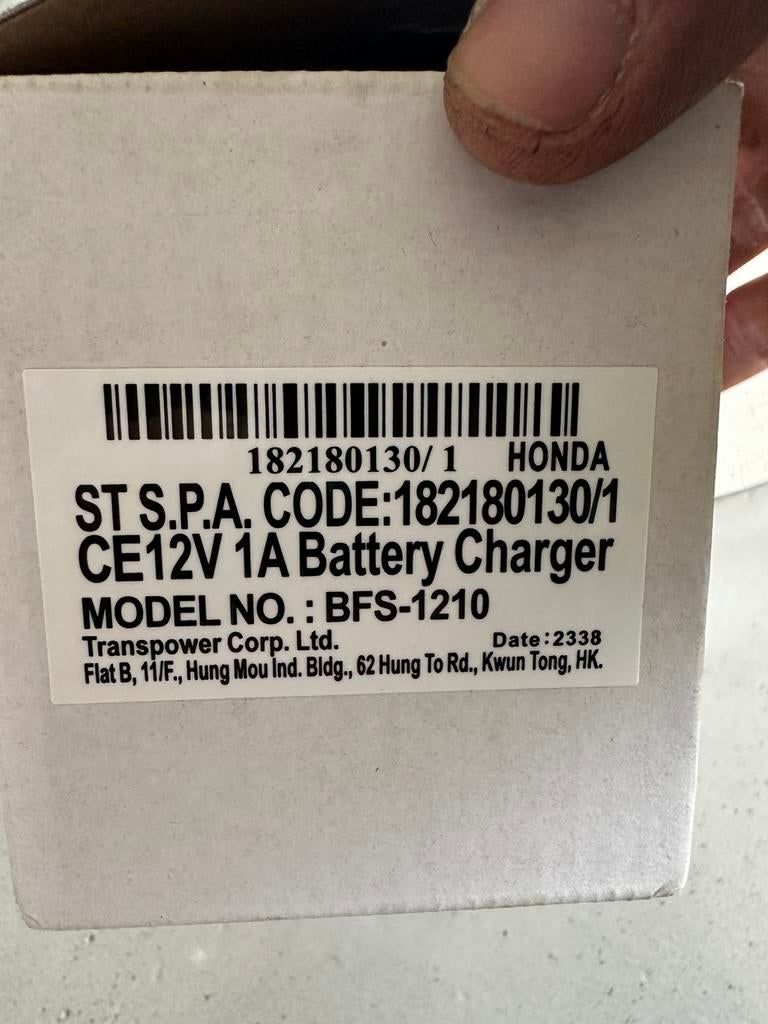 182180130/ 1 HONDA
ST S.P.A. CODE:182180130/1
CE12V 1A Battery Charger
MODEL NO. : BFS-1210
Transpower Corp. Ltd. Date:2338
Flat B, 11/F., Hung Mou Ind. Bldg., 62 Hung To Rd., Kwun Tong, HK.